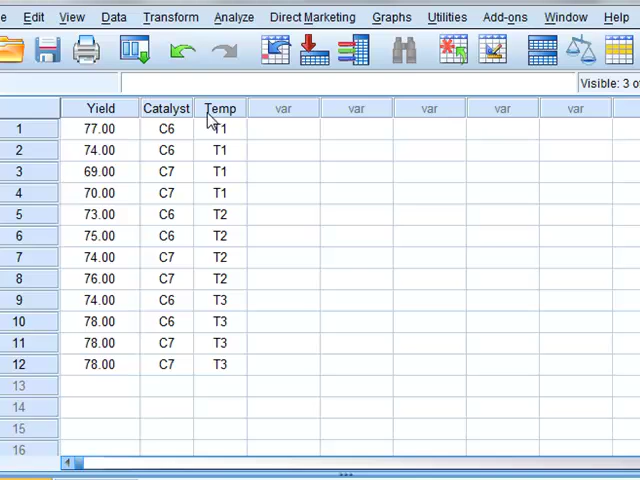 Edit View Data Transform Analyze Direct Marketing Graphs Utilities Add-ons Window Help
Visible: 3 o
Yield Catalyst Temp var var var var var
1 77.00 C6 T1
2 74.00 C6 T1
3 69.00 C7 T1
4 70.00 C7 T1
5 73.00 C6 T2
6 75.00 C6 T2
7 74.00 C7 T2
8 76.00 C7 T2
9 74.00 C6 T3
10 78.00 C6 T3
11 78.00 C7 T3
12 78.00 C7 T3
13
14
15
16